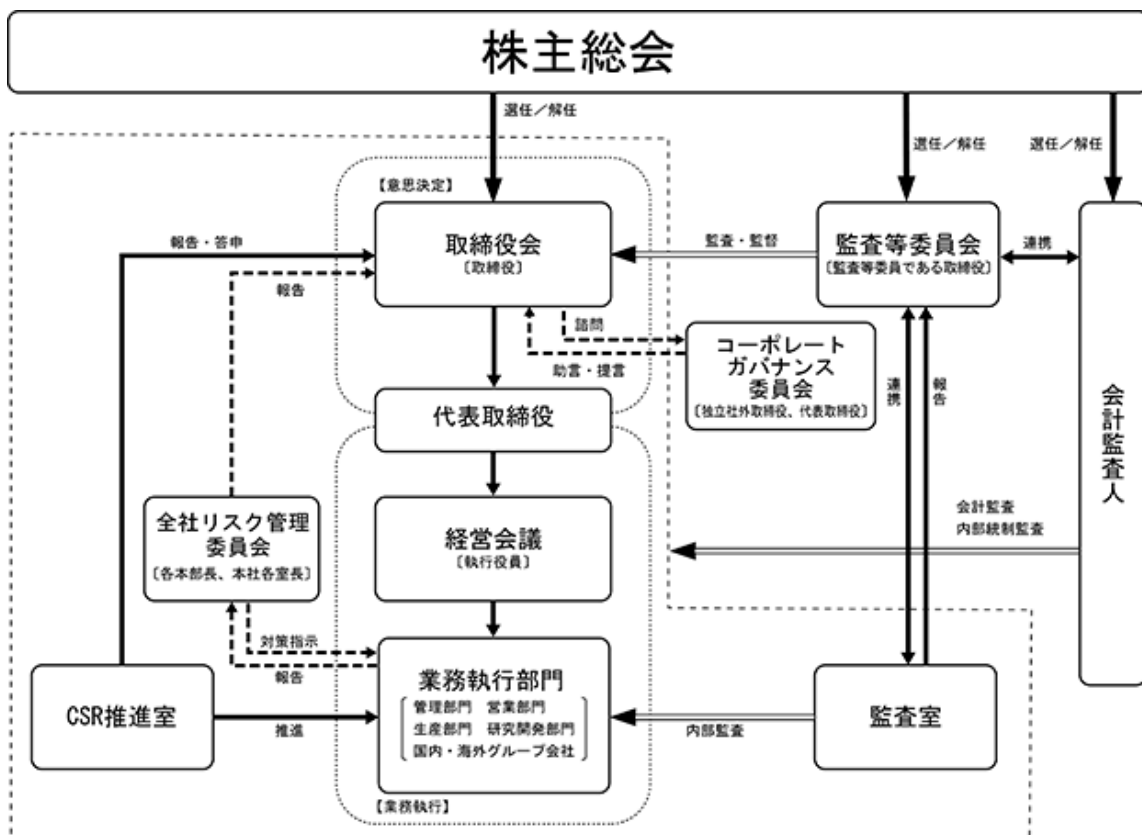 株主総会
選任／解任
選任／解任
選任／解任
【意思決定】
取締役会
〔取締役〕
監査・監督
監査等委員会
〔監査等委員である取締役〕
連携
報告・答申
報告
諮問
助言・提言
コーポレート
ガバナンス
委員会
〔独立社外取締役、代表取締役〕
連携
報告
会計監査人
代表取締役
全社リスク管理
委員会
〔各本部長、本社各室長〕
経営会議
〔執行役員〕
会計監査
内部統制監査
対策指示
報告
CSR推進室
推進
業務執行部門
管理部門　営業部門
生産部門　研究開発部門
国内・海外グループ会社
内部監査
監査室
【業務執行】